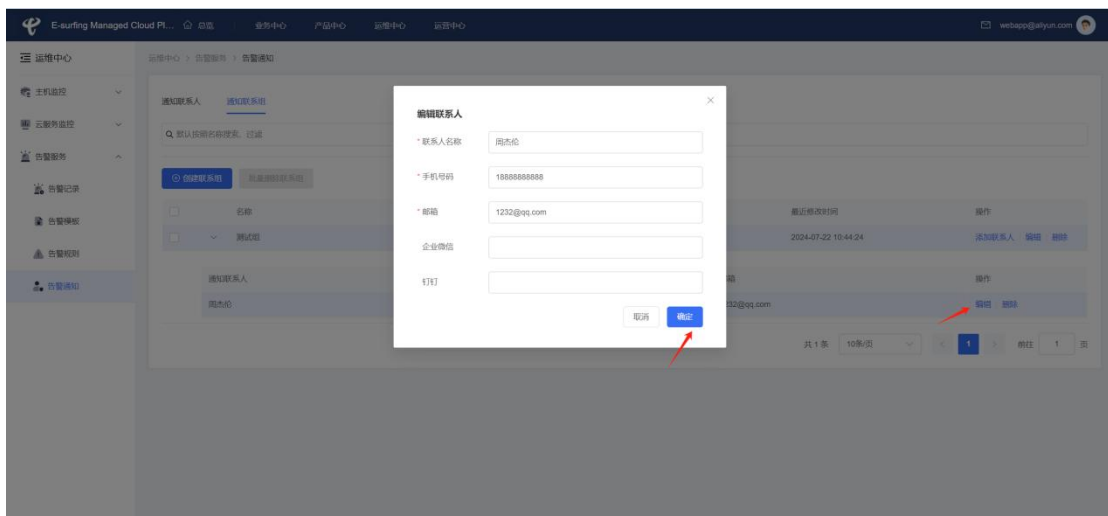 E-surfing Managed Cloud Pl... 总览 业务中心 产品中心 运维中心 运营中心 webapp@aliyun.com
运维中心
运维中心 > 告警服务 > 告警通知
主机监控
云服务监控
告警服务
告警记录
告警模板
告警规则
告警通知
通知联系人 通知联系组
默认按照名称搜索、过滤
创建联系组 批量删除联系组
名称 最近修改时间 操作
测试组 2024-07-22 10:44:24 添加联系人 编辑 删除
通知联系人 箱 操作
周杰伦 232@qq.com 编辑 删除
共 1 条 10条/页 < 1 > 前往 1 页
编辑联系人
* 联系人名称 周杰伦
* 手机号码 18888888888
* 邮箱 1232@qq.com
企业微信
钉钉
取消 确定